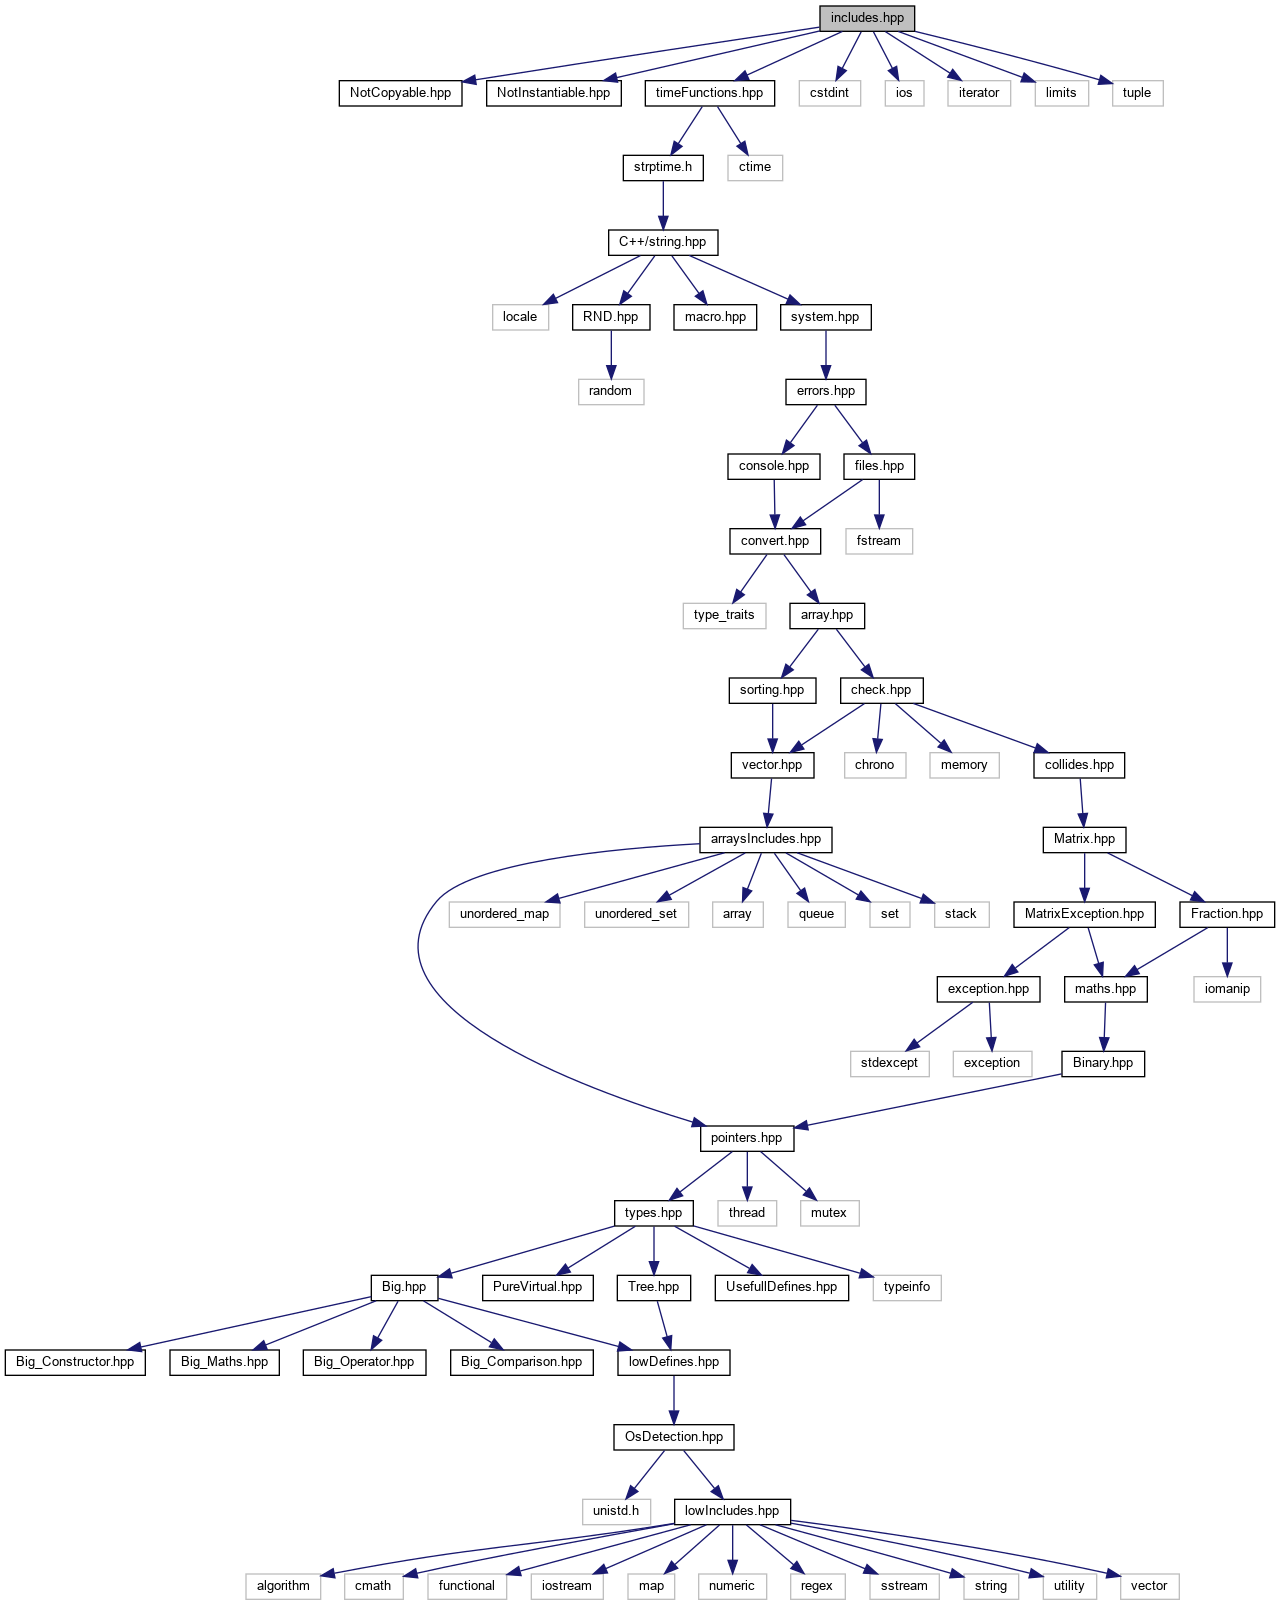 includes.hpp
NotCopyable.hpp
NotInstantiable.hpp
timeFunctions.hpp
cstdint
ios
iterator
limits
tuple
strptime.h
ctime
C++/string.hpp
locale
RND.hpp
macro.hpp
system.hpp
random
errors.hpp
console.hpp
files.hpp
convert.hpp
fstream
type_traits
array.hpp
sorting.hpp
check.hpp
vector.hpp
chrono
memory
collides.hpp
arraysIncludes.hpp
Matrix.hpp
unordered_map
unordered_set
array
queue
set
stack
MatrixException.hpp
Fraction.hpp
exception.hpp
maths.hpp
iomanip
stdexcept
exception
Binary.hpp
pointers.hpp
types.hpp
thread
mutex
Big.hpp
PureVirtual.hpp
Tree.hpp
UsefullDefines.hpp
typeinfo
Big_Constructor.hpp
Big_Maths.hpp
Big_Operator.hpp
Big_Comparison.hpp
lowDefines.hpp
OsDetection.hpp
unistd.h
lowIncludes.hpp
algorithm
cmath
functional
iostream
map
numeric
regex
sstream
string
utility
vector